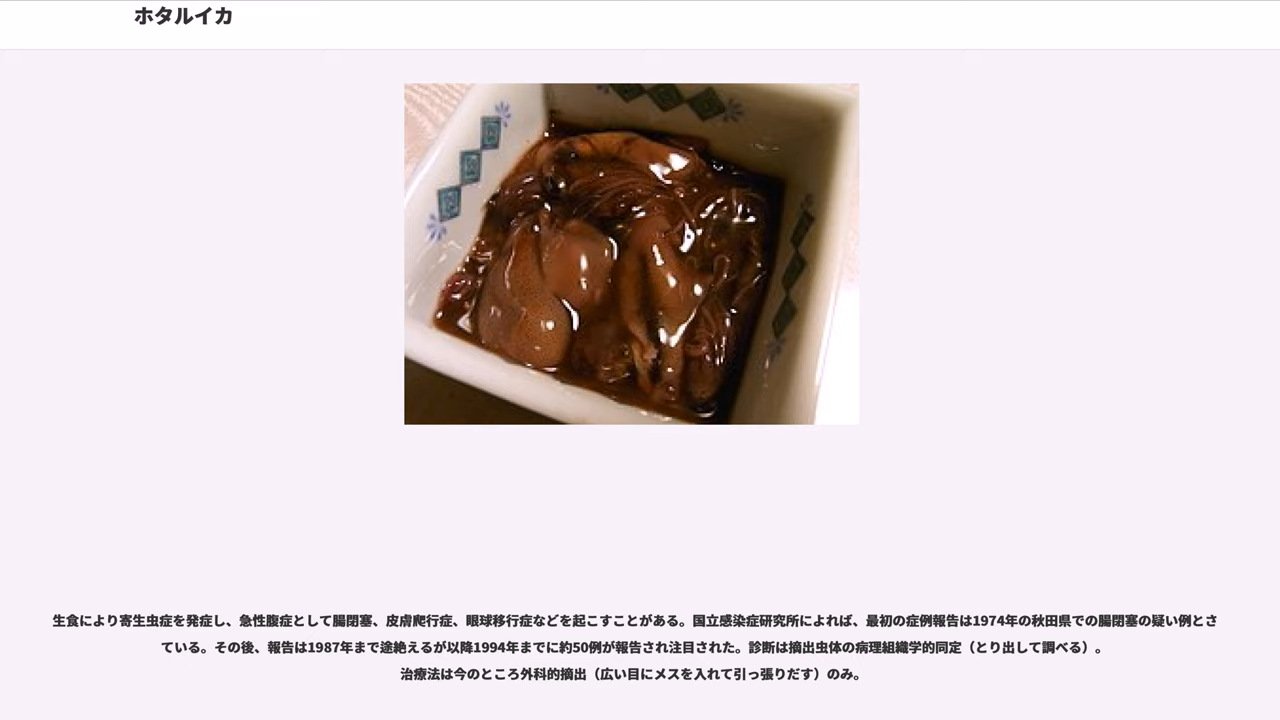 ホタルイカ
生食により寄生虫症を発症し、急性腹症として腸閉塞、皮膚爬行症、眼球移行症などを起こすことがある。国立感染症研究所によれば、最初の症例報告は1974年の秋田県での腸閉塞の疑い例とさ
ている。その後、報告は1987年まで途絶えるが以降1994年までに約50例が報告され注目された。診断は摘出虫体の病理組織学的同定（とり出して調べる）。
治療法は今のところ外科的摘出（広い目にメスを入れて引っ張りだす）のみ。